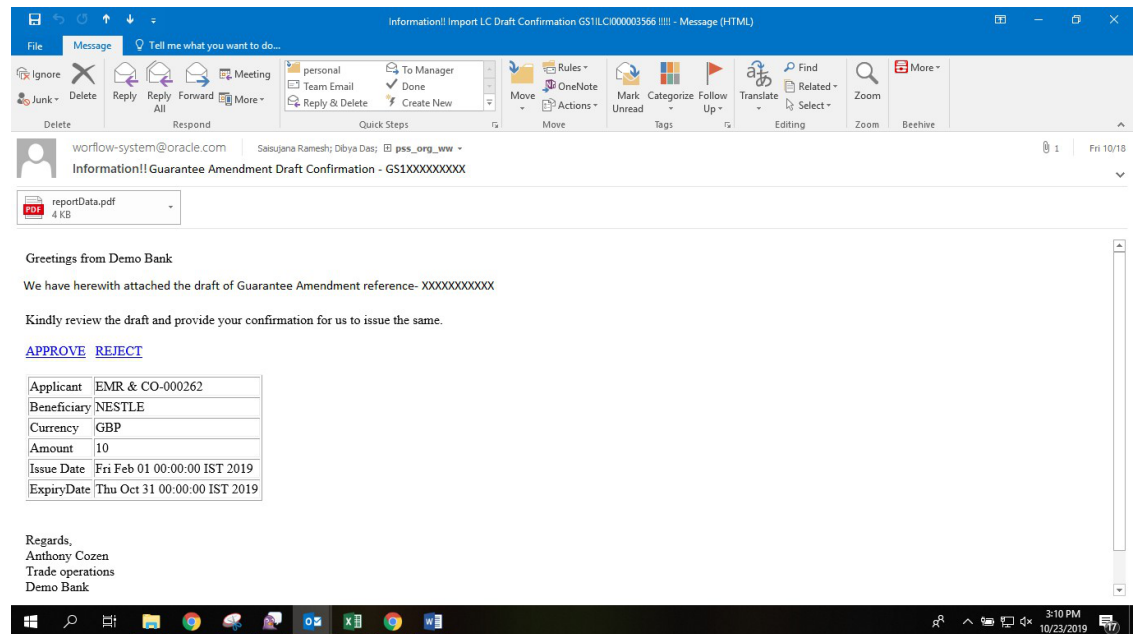 Information!! Import LC Draft Confirmation GS1ILCI000003566 !!!!! - Message (HTML)
File Message Tell me what you want to do...
Ignore
Junk
Delete
Reply
Reply All
Forward
Meeting
More
personal
Team Email
Reply & Delete
To Manager
Done
Create New
Move
Rules
OneNote
Actions
Mark Unread
Categorize
Follow Up
Translate
Find
Related
Select
Zoom
More
Delete Respond Quick Steps Move Tags Editing Zoom Beehive
worflow-system@oracle.com Saisujana Ramesh; Dibya Das; pss_org_ww 1 Fri 10/18
Information!! Guarantee Amendment Draft Confirmation - GS1XXXXXXXXX
reportData.pdf
PDF
4 KB
Greetings from Demo Bank
We have herewith attached the draft of Guarantee Amendment reference- XXXXXXXXXXX
Kindly review the draft and provide your confirmation for us to issue the same.
APPROVE REJECT
Applicant EMR & CO-000262
Beneficiary NESTLE
Currency GBP
Amount 10
Issue Date Fri Feb 01 00:00:00 IST 2019
ExpiryDate Thu Oct 31 00:00:00 IST 2019
Regards,
Anthony Cozen
Trade operations
Demo Bank
3:10 PM
10/23/2019
17